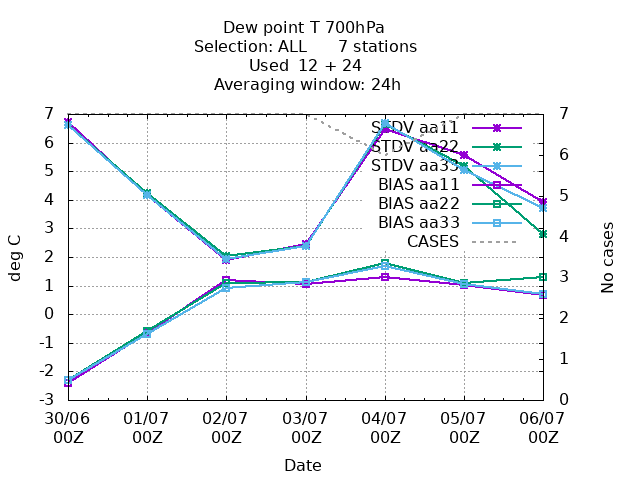 Dew point T 700hPa
Selection: ALL 7 stations
Used 12 + 24
Averaging window: 24h
7
6
5
4
3
2
1
0
-1
-2
-3
deg C
7
6
5
4
3
2
1
0
No cases
STDV aa11
STDV aa22
STDV aa33
BIAS aa11
BIAS aa22
BIAS aa33
CASES
30/06 01/07 02/07 03/07 04/07 05/07 06/07
00Z 00Z 00Z 00Z 00Z 00Z 00Z
Date